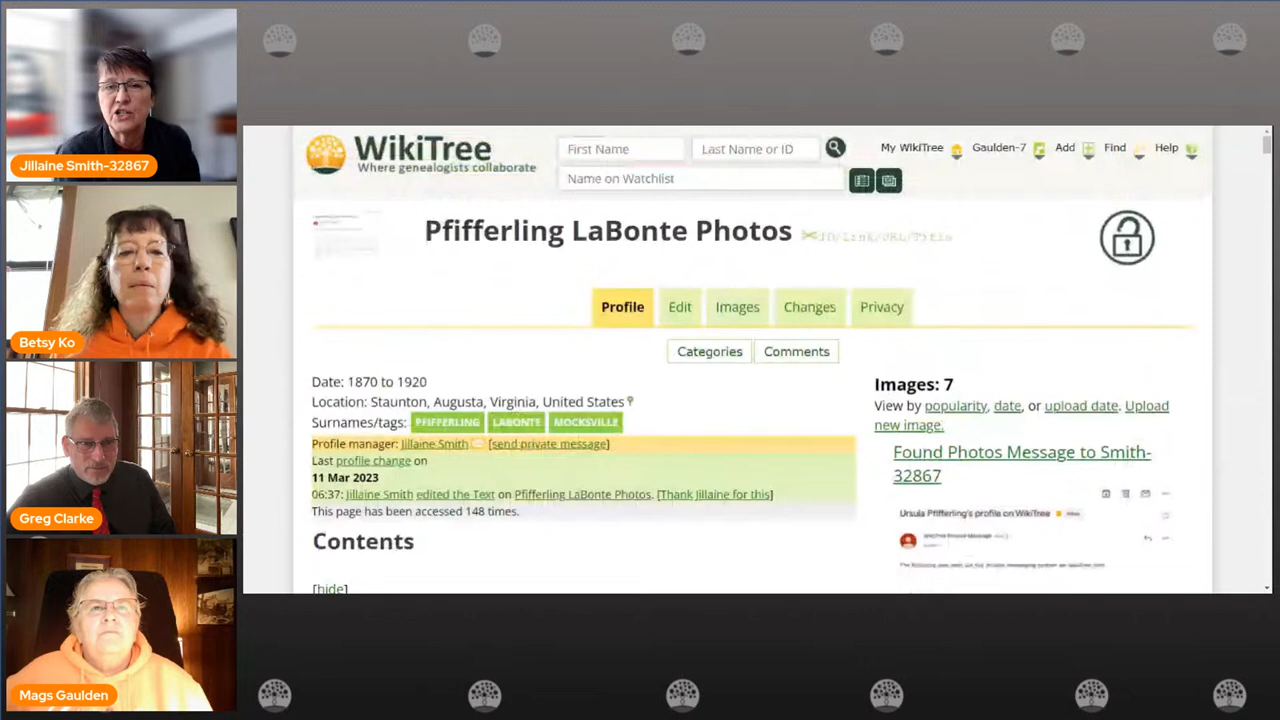 Jillaine Smith-32867
Betsy Ko
Greg Clarke
Mags Gaulden
WikiTree
Where genealogists collaborate
First Name
Last Name or ID
My WikiTree
Gaulden-7
Add
Find
Help
Name on Watchlist
Pfifferling LaBonte Photos
ID/Link/URL/Title
Profile
Edit
Images
Changes
Privacy
Categories
Comments
Date: 1870 to 1920
Location: Staunton, Augusta, Virginia, United States
Surnames/tags: PFIFFERLING LABONTE MOCKSVILLE
Profile manager: Jillaine Smith [send private message]
Last profile change on
11 Mar 2023
06:37: Jillaine Smith edited the Text on Pfifferling LaBonte Photos. [Thank Jillaine for this]
This page has been accessed 148 times.
Contents
[hide]
Images: 7
View by popularity, date, or upload date. Upload
new image.
Found Photos Message to Smith-
32867
Ursula Pfifferling's profile on WikiTree